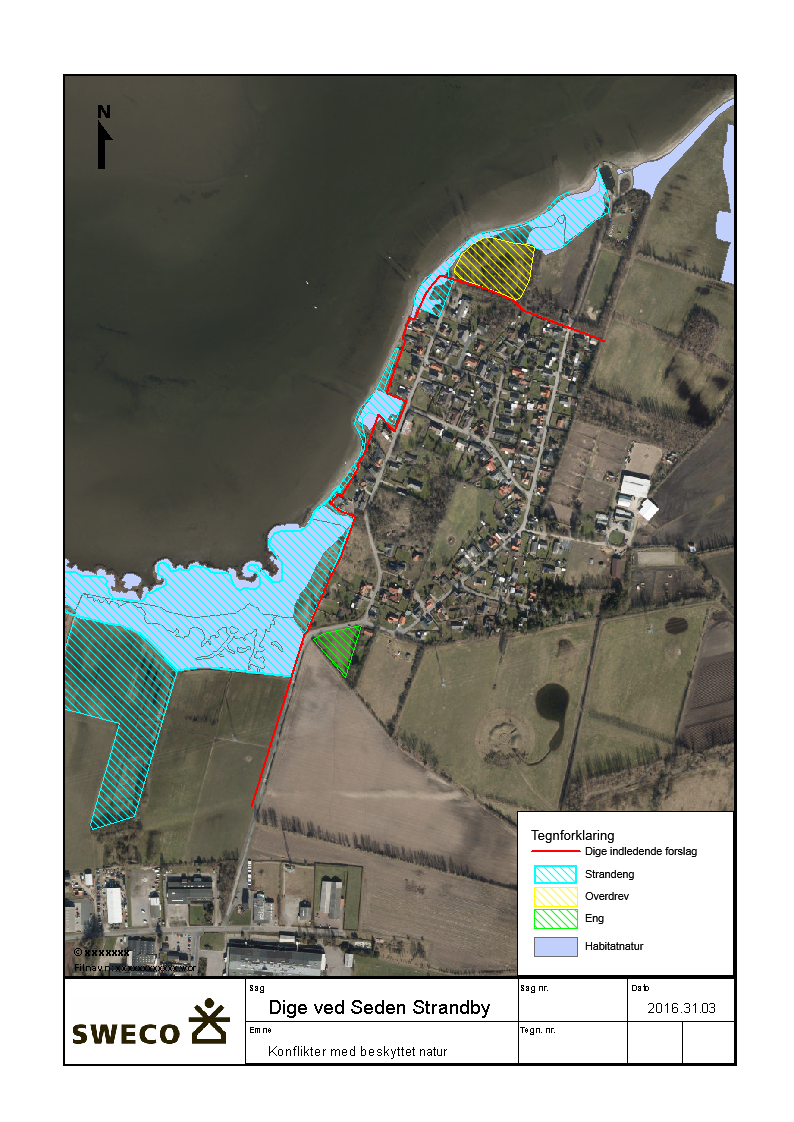 N
Tegnforklaring
Dige indledende forslag
Strandeng
Overdrev
Eng
Habitatnatur
© xxxxxxx
SWECO
Sag
Dige ved Seden Strandby
Sag nr.
Dato
2016.31.03
Emne
Konflikter med beskyttet natur
Tegn. nr.